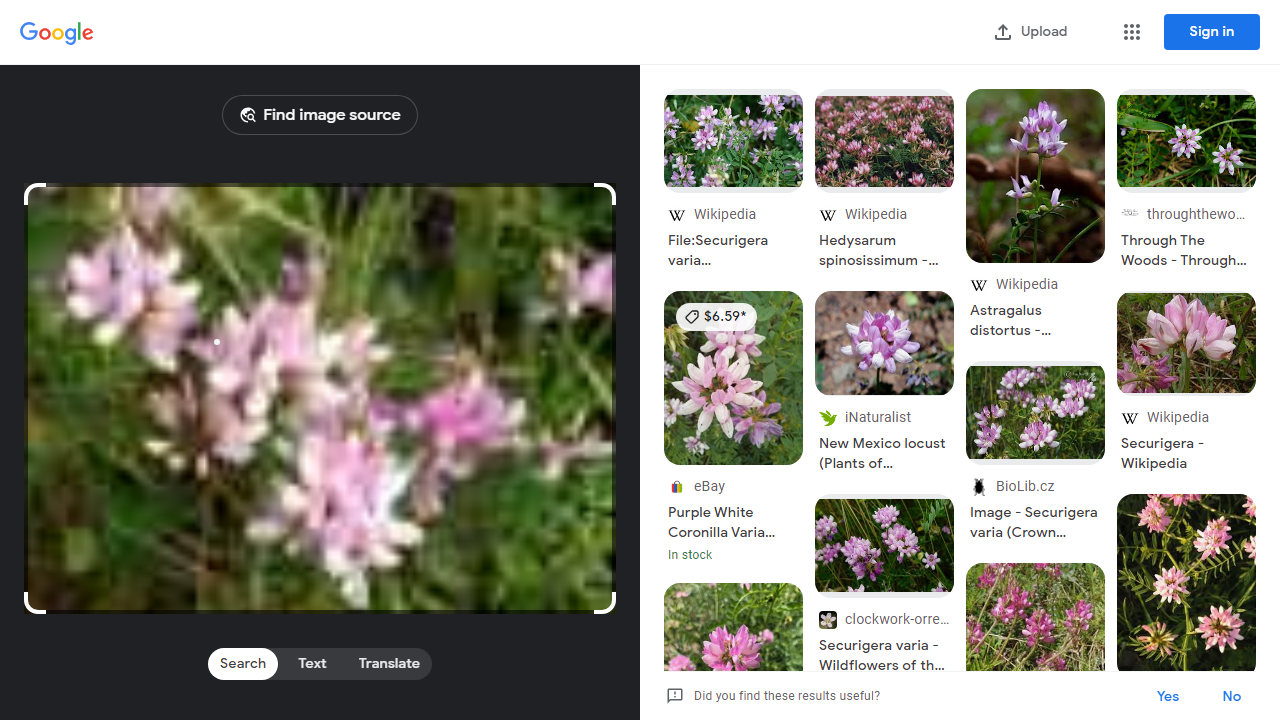 Google
Upload
Sign in
Find image source
Search
Text
Translate
Wikipedia
File:Securigera
varia...
Wikipedia
Hedysarum
spinosissimum -...
Wikipedia
Astragalus
distortus -...
throughthewo...
Through The
Woods - Through...
$6.59*
eBay
Purple White
Coronilla Varia...
In stock
iNaturalist
New Mexico locust
(Plants of...
BioLib.cz
Image - Securigera
varia (Crown...
Wikipedia
Securigera -
Wikipedia
clockwork-orre...
Securigera varia -
Wildflowers of th...
Did you find these results useful?
Yes
No